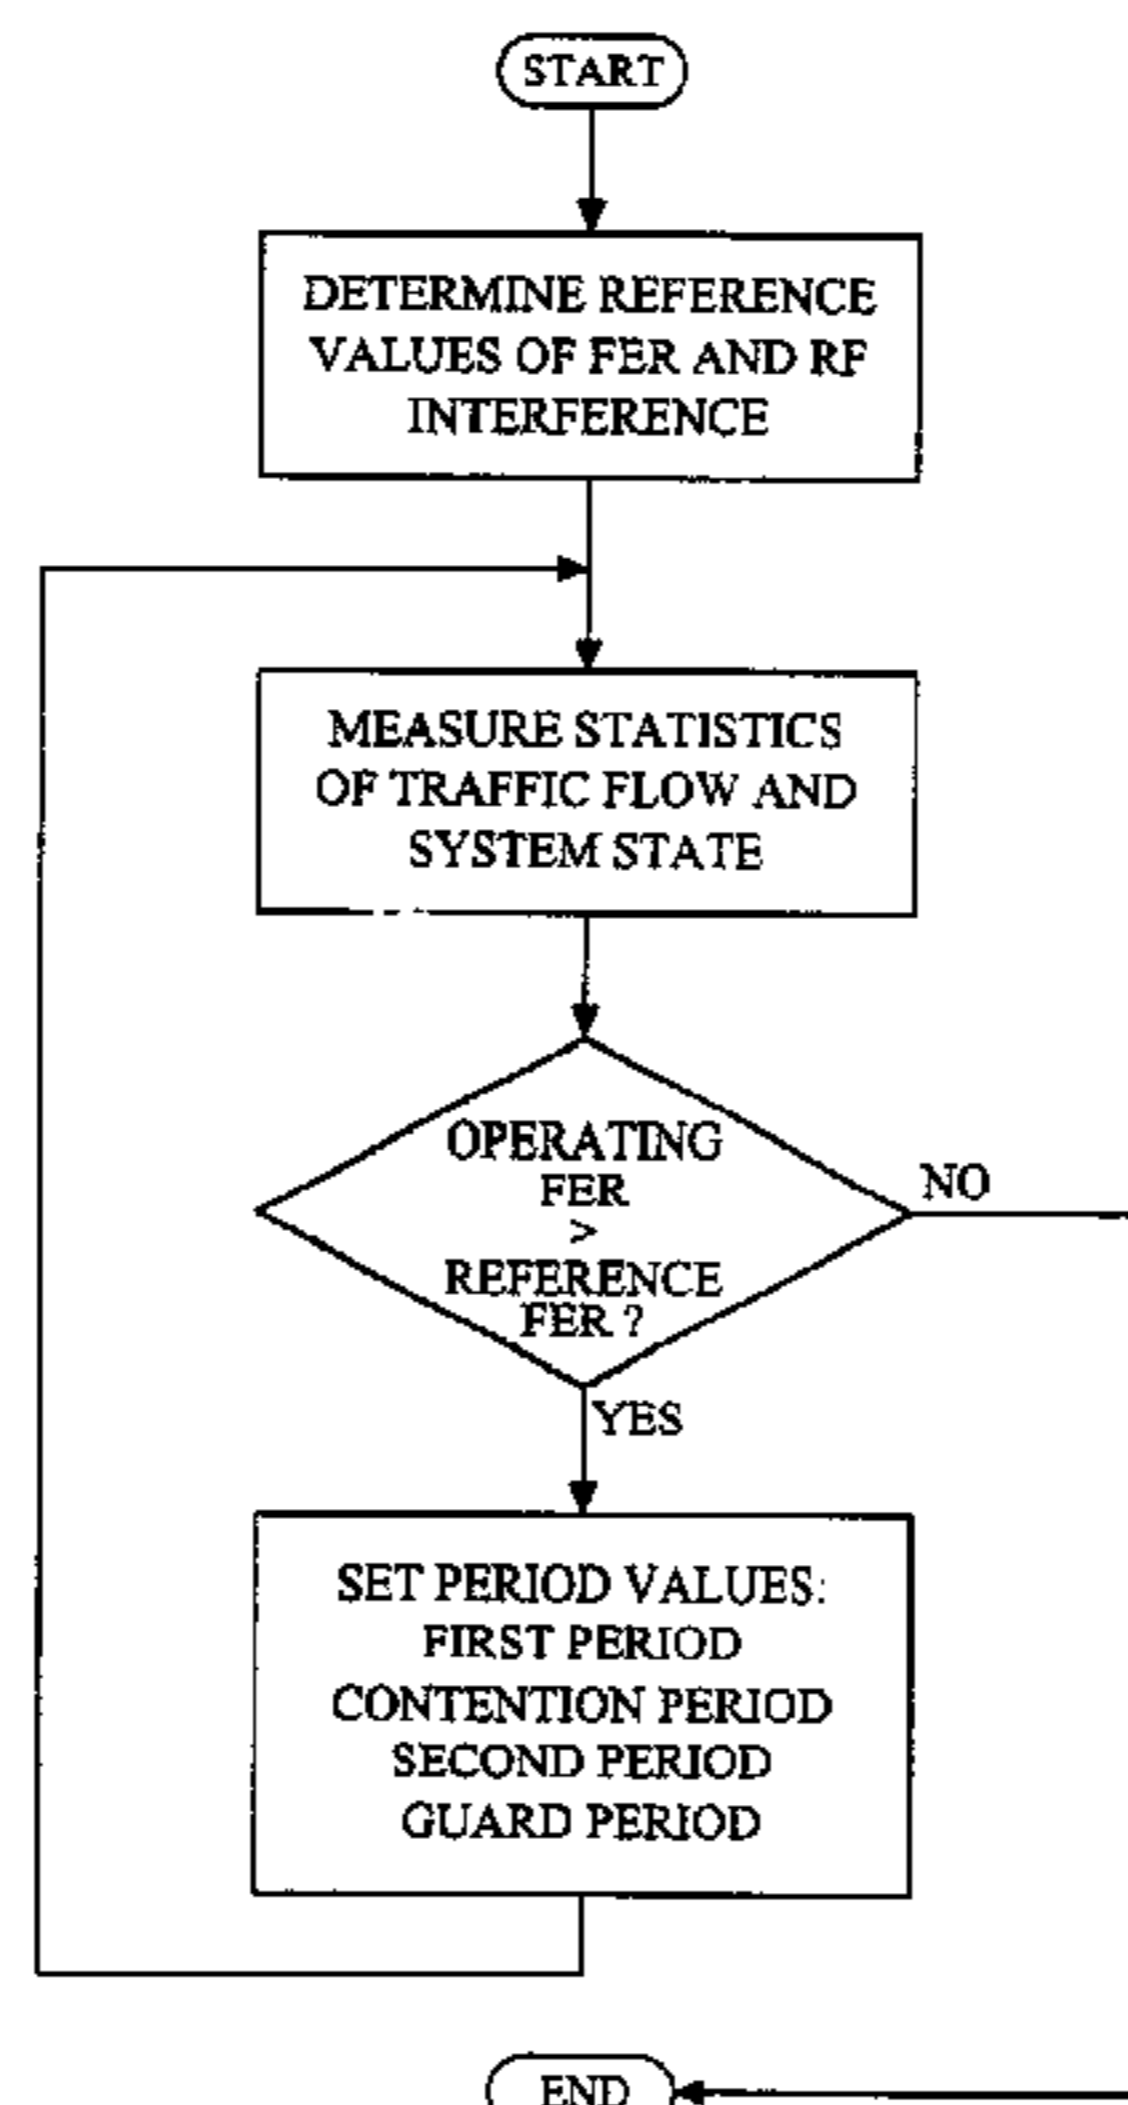 START
DETERMINE REFERENCE
VALUES OF FER AND RF
INTERFERENCE
MEASURE STATISTICS
OF TRAFFIC FLOW AND
SYSTEM STATE
OPERATING
FER
>
REFERENCE
FER ?
NO
YES
SET PERIOD VALUES:
FIRST PERIOD
CONTENTION PERIOD
SECOND PERIOD
GUARD PERIOD
END